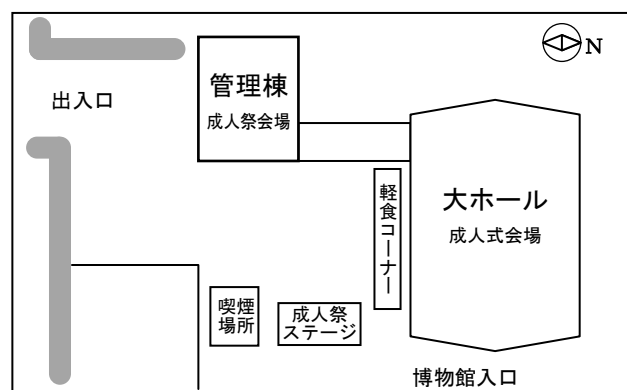 N
管理棟
成人祭会場
出入口
大ホール
成人式会場
軽食コーナー
喫煙
場所
成人祭
ステージ
博物館入口